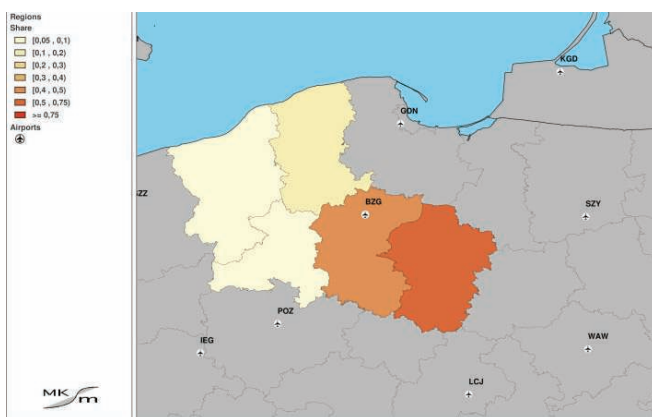 Regions
Share
[0,05 , 0,1)
[0,1 , 0,2)
[0,2 , 0,3)
[0,3 , 0,4)
[0,4 , 0,5)
[0,5 , 0,75)
>= 0,75
Airports
KGD
GDN
ZZ
BZG
SZY
POZ
IEG
WAW
LCJ
MK
m